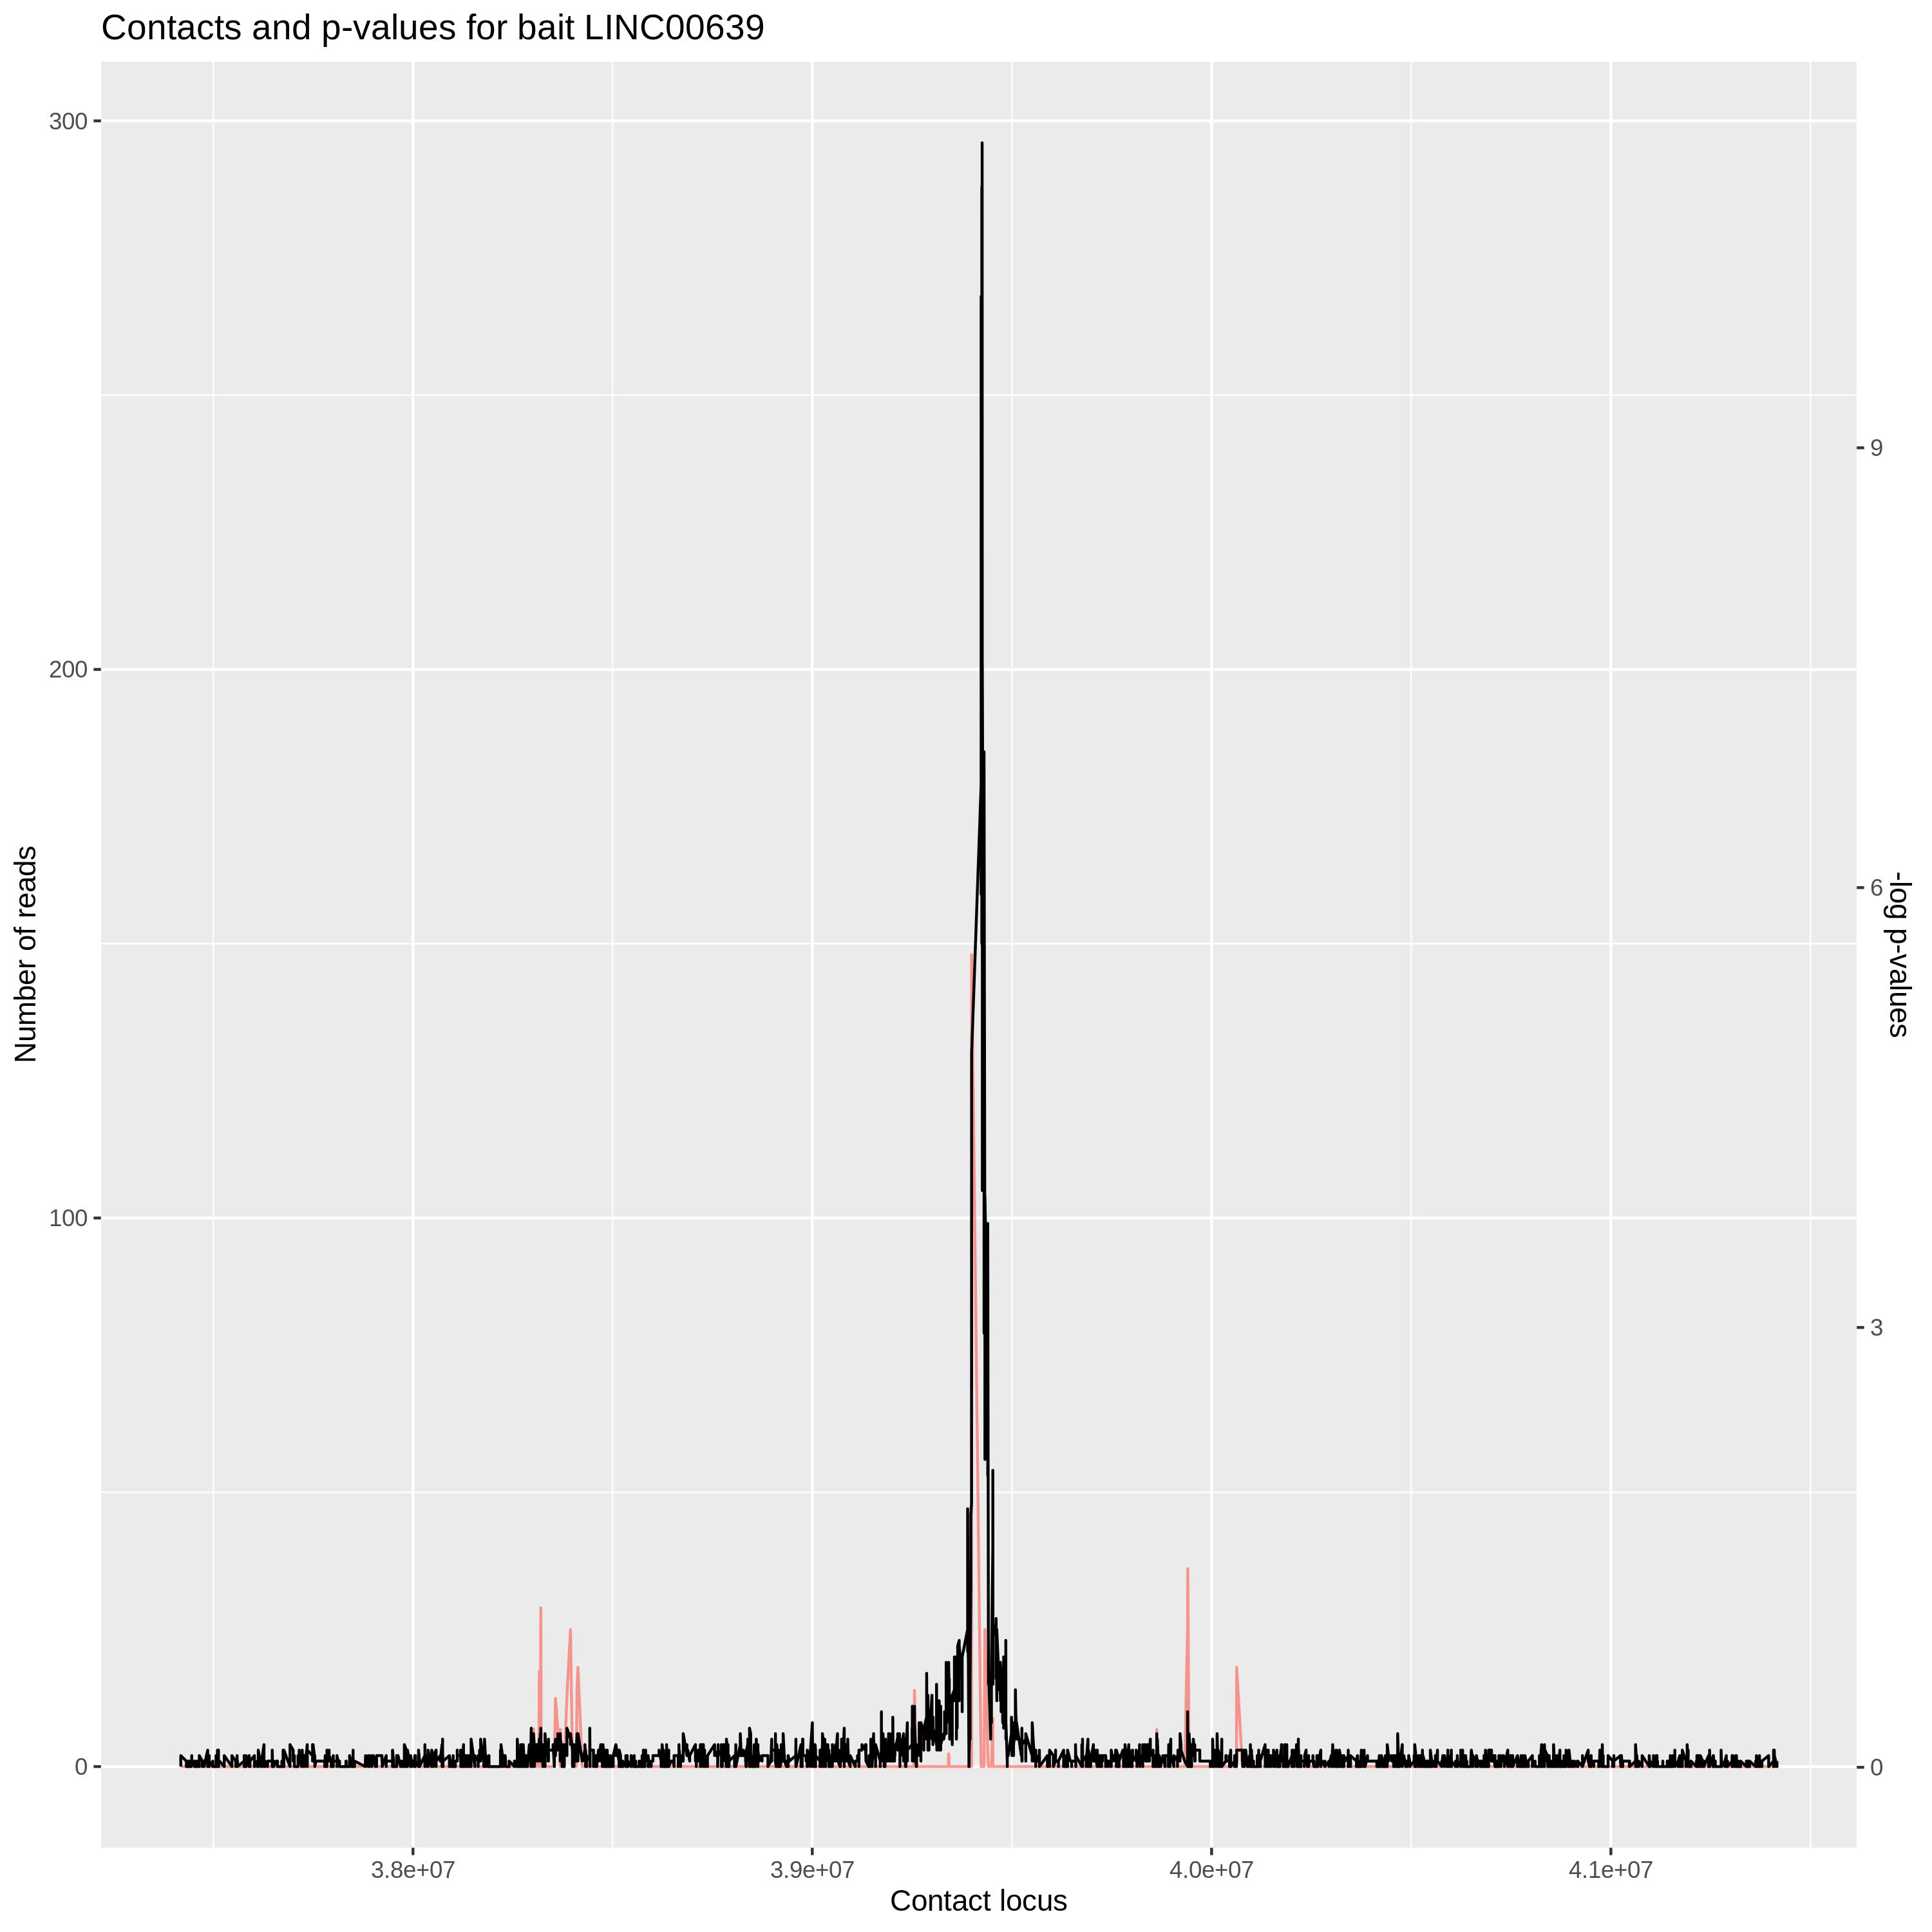 Contacts and p-values for bait LINC00639
300
200
100
0
Number of reads
9
6
3
0
-log p-values
3.8e+07 3.9e+07 4.0e+07 4.1e+07
Contact locus